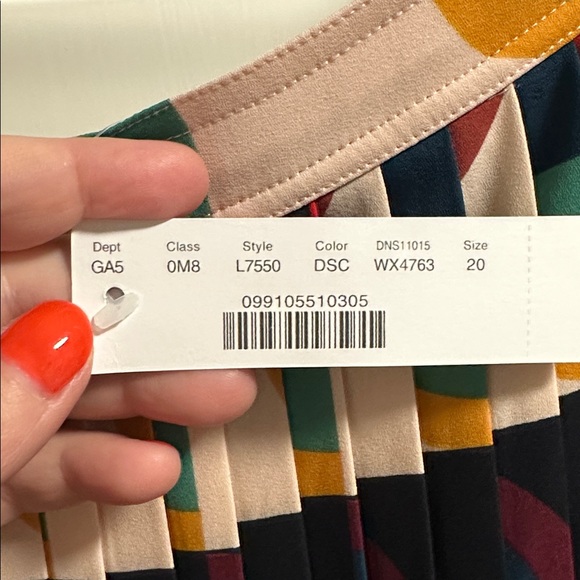 Dept Class Style Color DNS11015 Size
GA5 0M8 L7550 DSC WX4763 20
099105510305